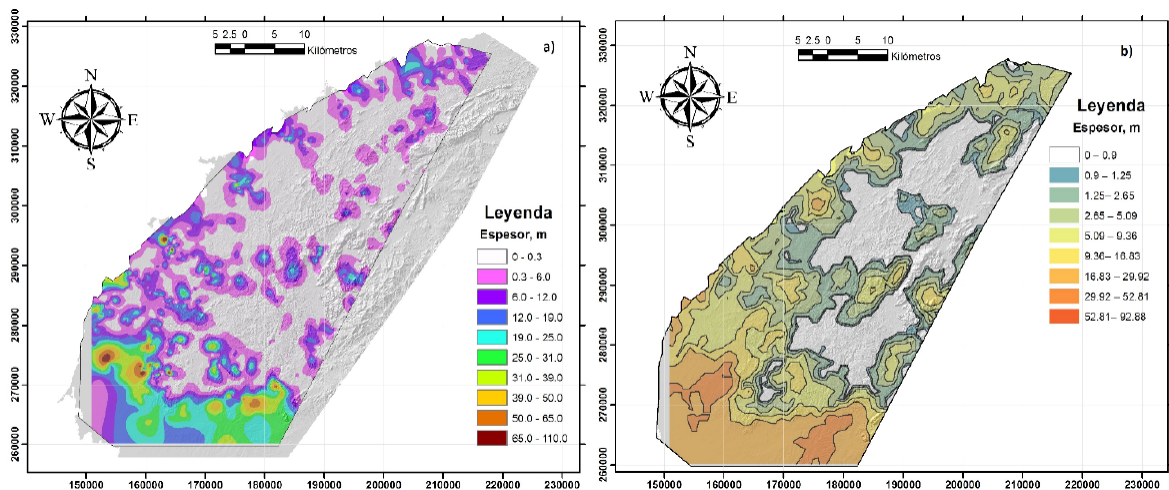 a)
5 2.5 0 5 10
Kilómetros
N
W E
S
330000
320000
310000
300000
290000
280000
270000
260000
150000 160000 170000 180000 190000 200000 210000 220000 230000
Leyenda
Espesor, m
0 - 0.3
0.3 - 6.0
6.0 - 12.0
12.0 - 19.0
19.0 - 25.0
25.0 - 31.0
31.0 - 39.0
39.0 - 50.0
50.0 - 65.0
65.0 - 110.0
b)
5 2.5 0 5 10
Kilómetros
N
W E
S
330000
320000
310000
300000
290000
280000
270000
260000
150000 160000 170000 180000 190000 200000 210000 220000 230000
Leyenda
Espesor, m
0 – 0.9
0.9 – 1.25
1.25– 2.65
2.65 – 5.09
5.09 – 9.36
9.36– 16.83
16.83 – 29.92
29.92 – 52.81
52.81 – 92.88